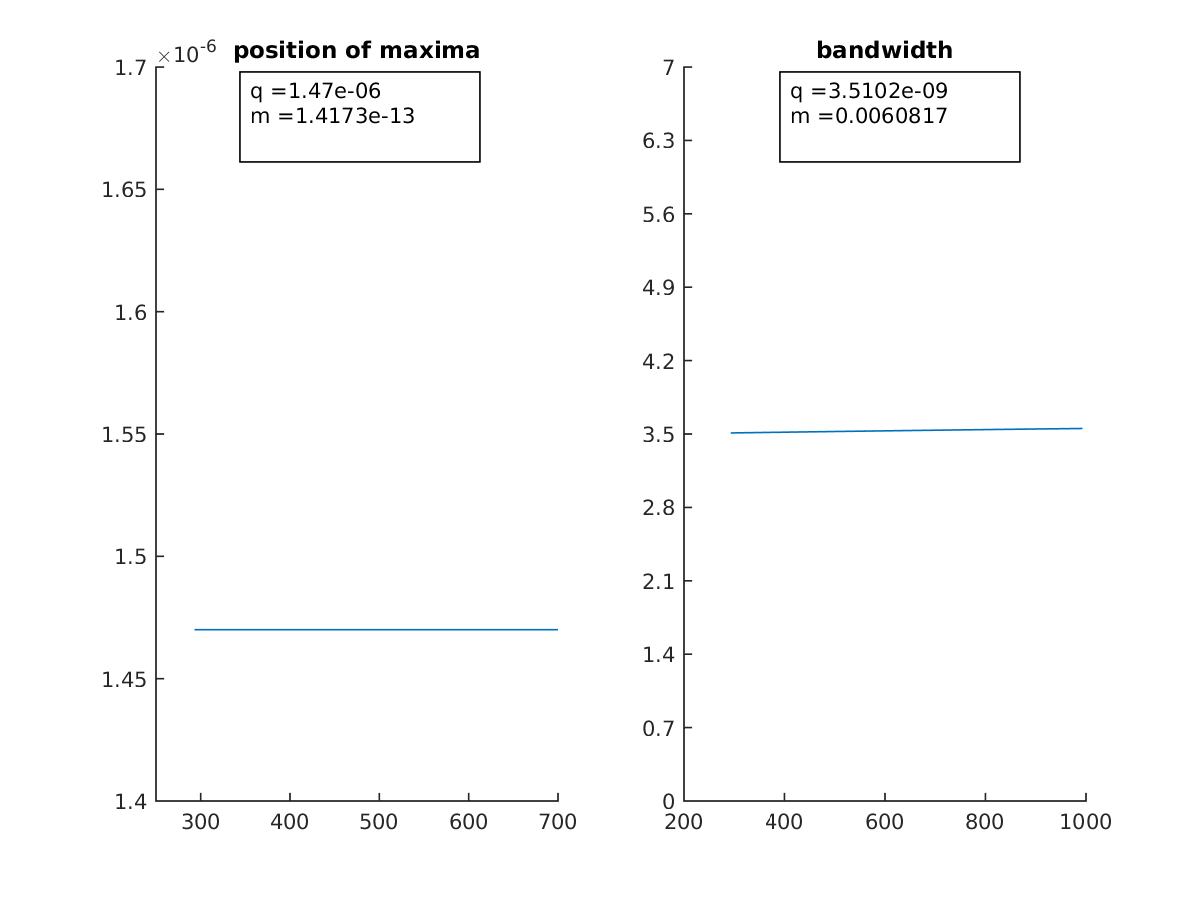 ×10-6
position of maxima
q =1.47e-06
m =1.4173e-13
1.7
1.65
1.6
1.55
1.5
1.45
1.4
300 400 500 600 700
bandwidth
q =3.5102e-09
m =0.0060817
7
6.3
5.6
4.9
4.2
3.5
2.8
2.1
1.4
0.7
0
200 400 600 800 1000